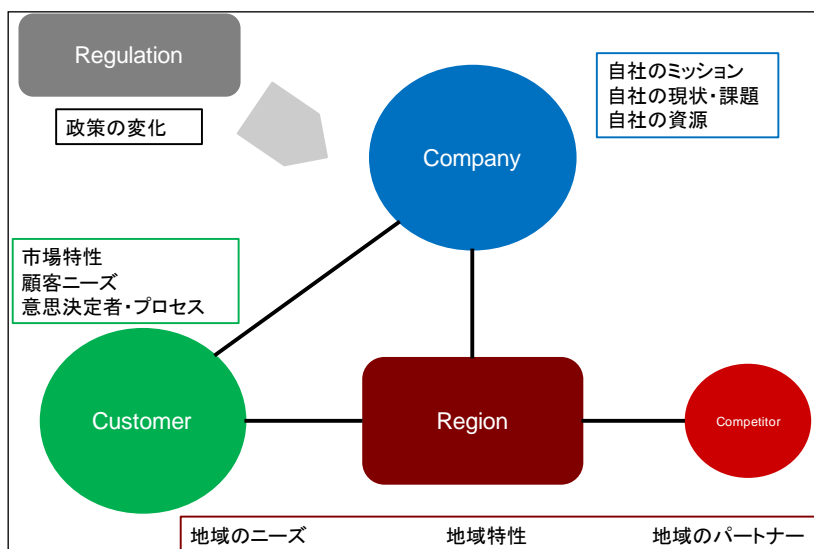 Regulation
政策の変化
Company
自社のミッション
自社の現状・課題
自社の資源
市場特性
顧客ニーズ
意思決定者・プロセス
Customer
Region
Competitor
地域のニーズ 地域特性 地域のパートナー